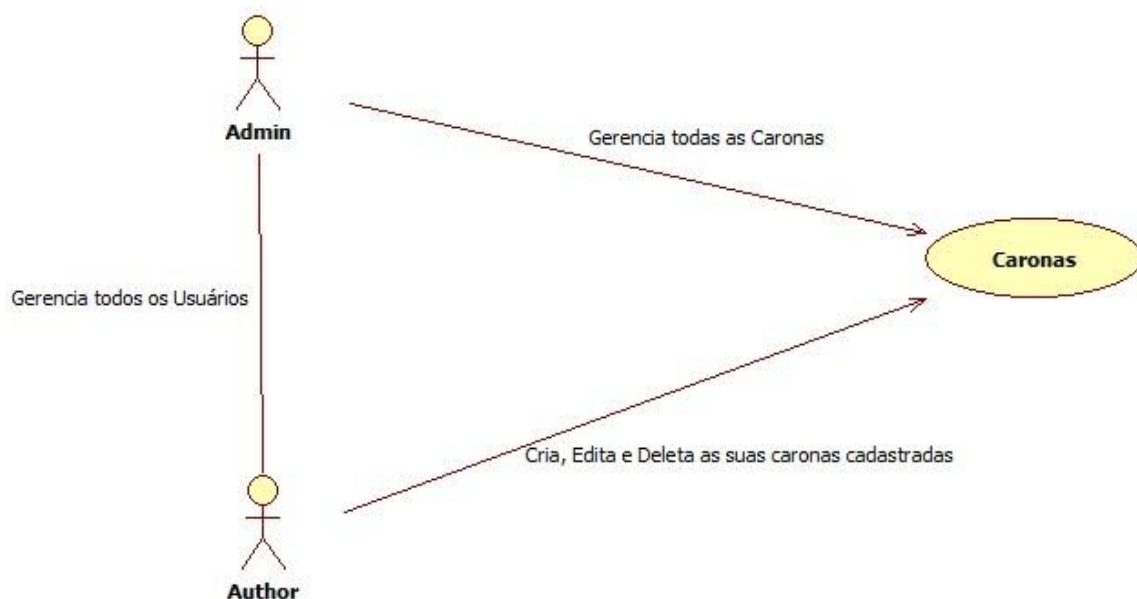 Admin
Gerencia todas as Caronas
Caronas
Gerencia todos os Usuários
Cria, Edita e Deleta as suas caronas cadastradas
Author